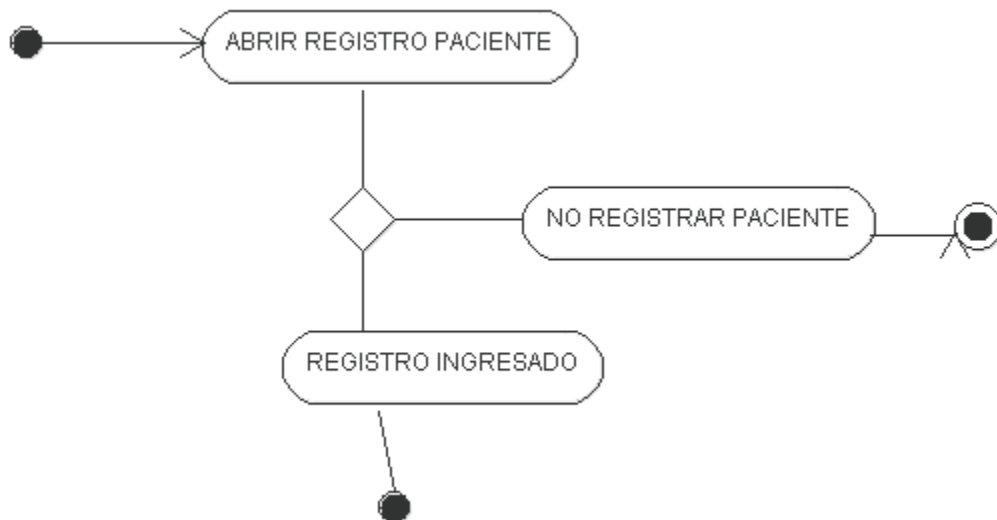 ABRIR REGISTRO PACIENTE
NO REGISTRAR PACIENTE
REGISTRO INGRESADO